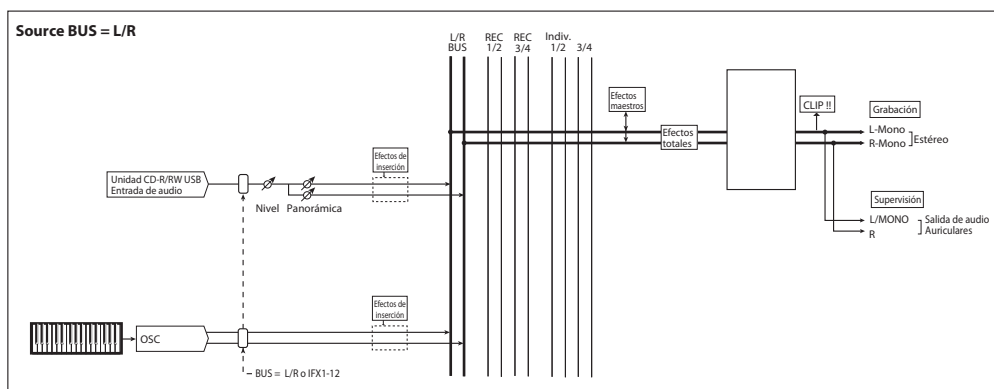 Source BUS = L/R
L/R BUS
REC 1/2
REC 3/4
Indiv. 1/2
3/4
Efectos maestros
CLIP !!
Grabación
L-Mono
R-Mono
Estéreo
Efectos totales
Efectos de inserción
Unidad CD-R/RW USB
Entrada de audio
Nivel
Panorámica
Supervisión
L/MONO
R
Salida de audio
Auriculares
Efectos de inserción
OSC
BUS = L/R o IFX1-12